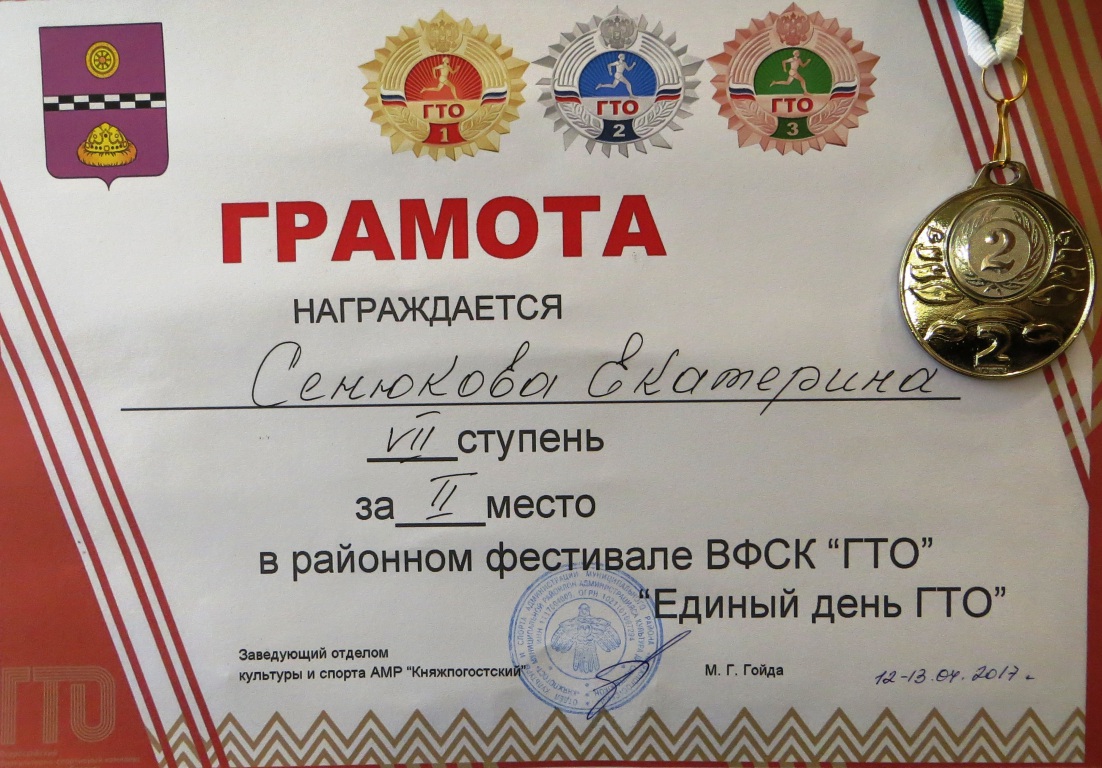 ГТО 1
ГТО 2
ГТО 3
ГРАМОТА
НАГРАЖДАЕТСЯ
Сенюкова Екатерина
VII ступень
за II место
в районном фестивале ВФСК “ГТО”
“Единый день ГТО”
Заведующий отделом
культуры и спорта АМР “Княжпогостский”
М. Г. Гойда
12-13.04.2017г
ГТО
2
2